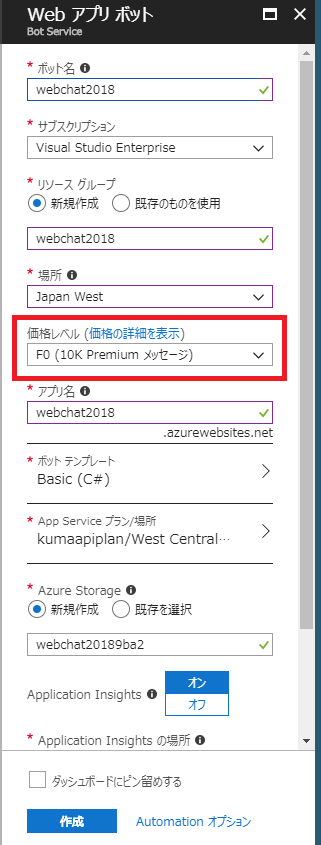 Web アプリ ボット
Bot Service
* ボット名
webchat2018
* サブスクリプション
Visual Studio Enterprise
* リソース グループ
新規作成 既存のものを使用
webchat2018
* 場所
Japan West
価格レベル (価格の詳細を表示)
F0 (10K Premium メッセージ)
* アプリ名
webchat2018
.azurewebsites.net
* ボット テンプレート
Basic (C#)
* App Service プラン/場所
kumaapiplan/West Central…
* Azure Storage
新規作成 既存を選択
webchat20189ba2
Application Insights オン
オフ
* Application Insights の場所
ダッシュボードにピン留めする
作成 Automation オプション